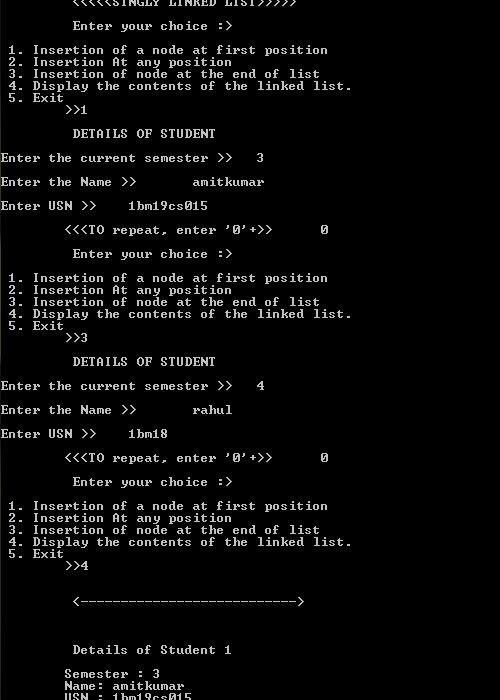 <<<<<SINGLY LINKED LIST>>>>>
Enter your choice :>
1. Insertion of a node at first position
2. Insertion At any position
3. Insertion of node at the end of list
4. Display the contents of the linked list.
5. Exit
>>1
DETAILS OF STUDENT
Enter the current semester >> 3
Enter the Name >> amitkumar
Enter USN >> 1bm19cs015
<<<TO repeat, enter '0'+>> 0
Enter your choice :>
1. Insertion of a node at first position
2. Insertion At any position
3. Insertion of node at the end of list
4. Display the contents of the linked list.
5. Exit
>>3
DETAILS OF STUDENT
Enter the current semester >> 4
Enter the Name >> rahul
Enter USN >> 1bm18
<<<TO repeat, enter '0'+>> 0
Enter your choice :>
1. Insertion of a node at first position
2. Insertion At any position
3. Insertion of node at the end of list
4. Display the contents of the linked list.
5. Exit
>>4
<--------------------------->
Details of Student 1
Semester : 3
Name: amitkumar
USN : 1bm19cs015